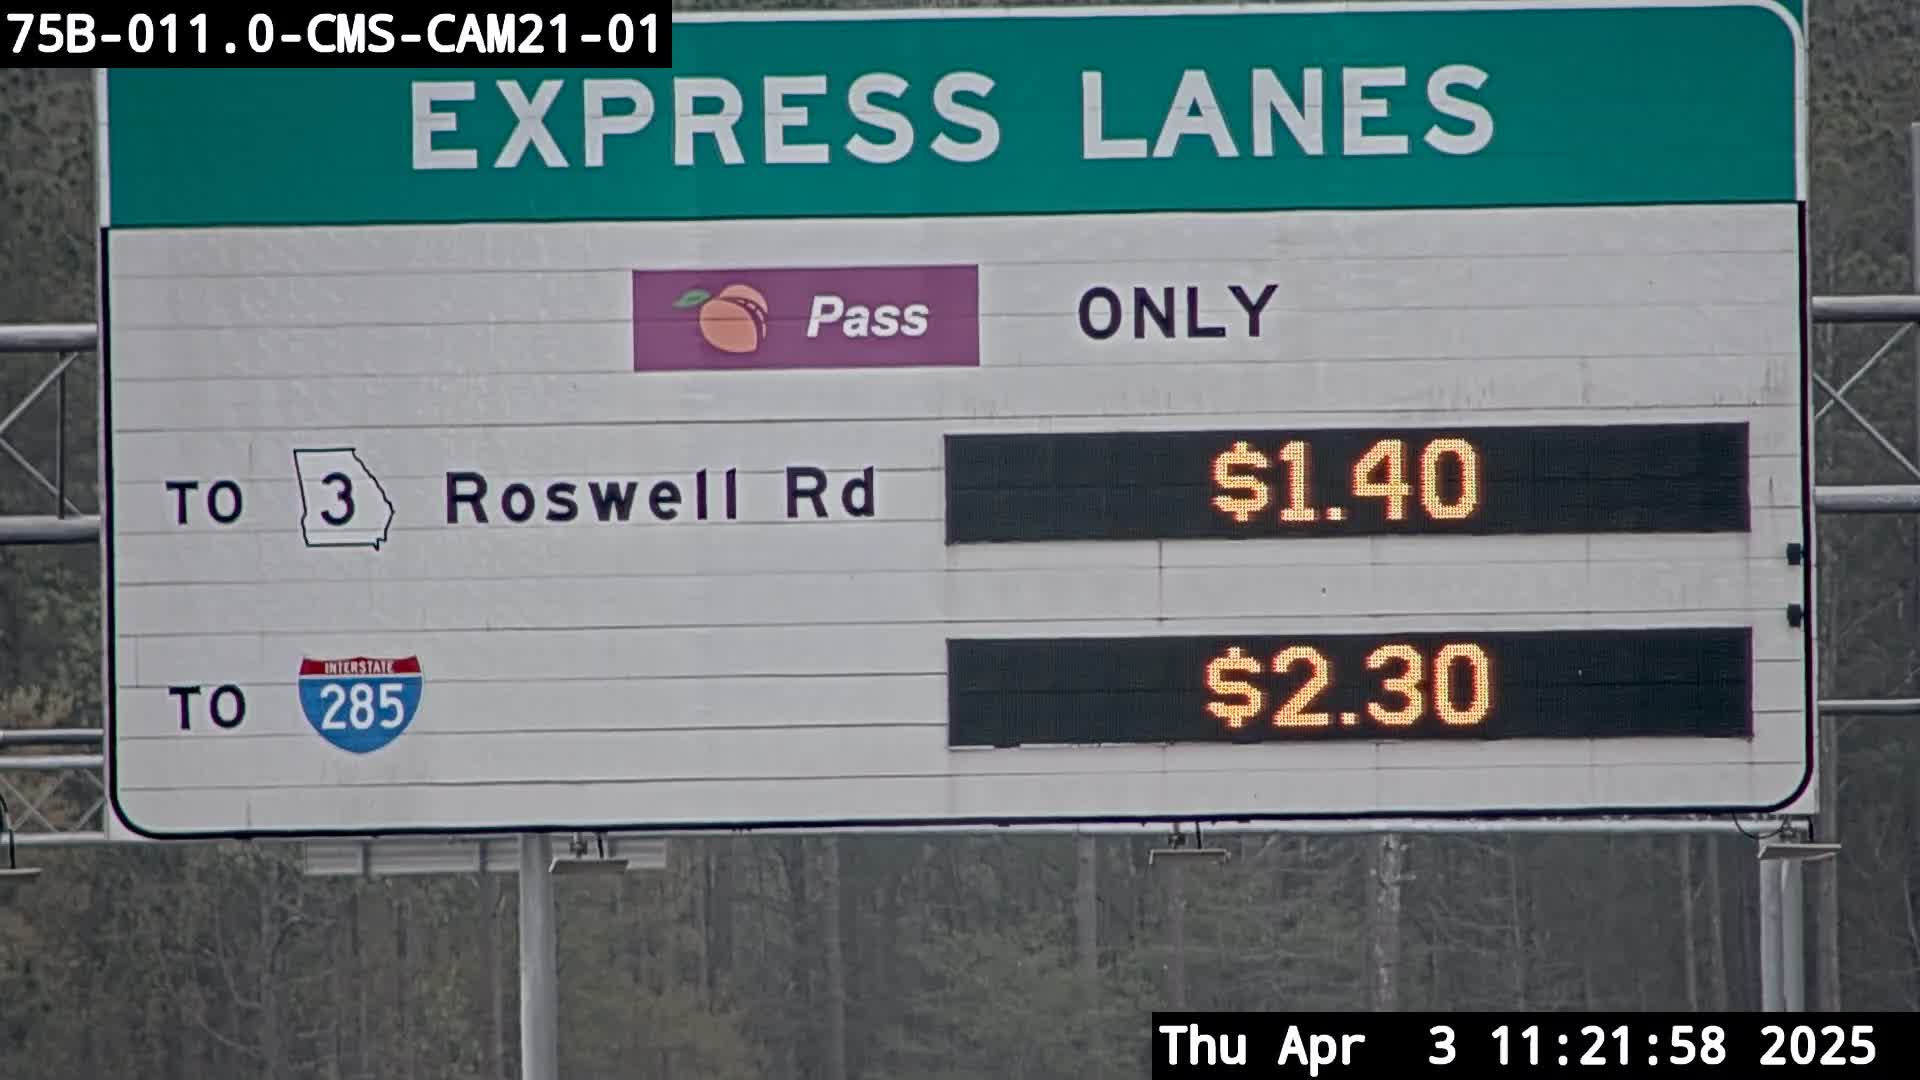 75B-011.0-CMS-CAM21-01
EXPRESS LANES
Pass ONLY
TO 3 Roswell Rd $1.40
TO INTERSTATE 285 $2.30
Thu Apr 3 11:21:58 2025